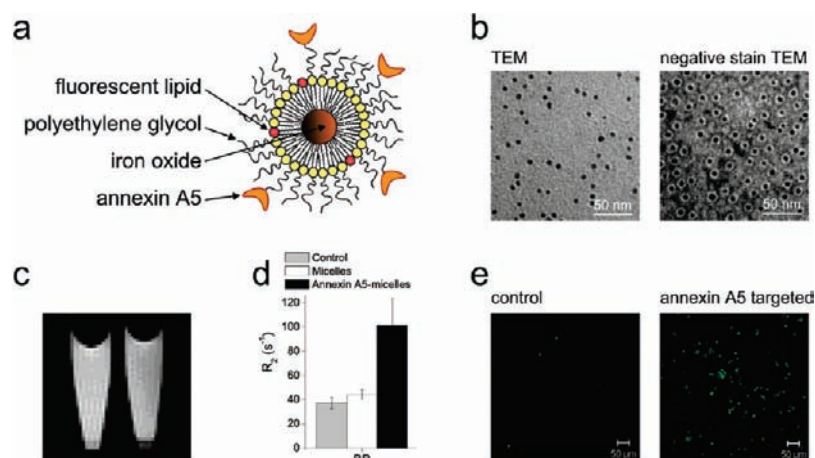 a
fluorescent lipid
polyethylene glycol
iron oxide
annexin A5
b
TEM
negative stain TEM
50 nm
50 nm
c
d
Control
Micelles
Annexin A5-micelles
R₂ (s⁻¹)
120
100
80
60
40
20
0
e
control
annexin A5 targeted
50 µm
50 µm